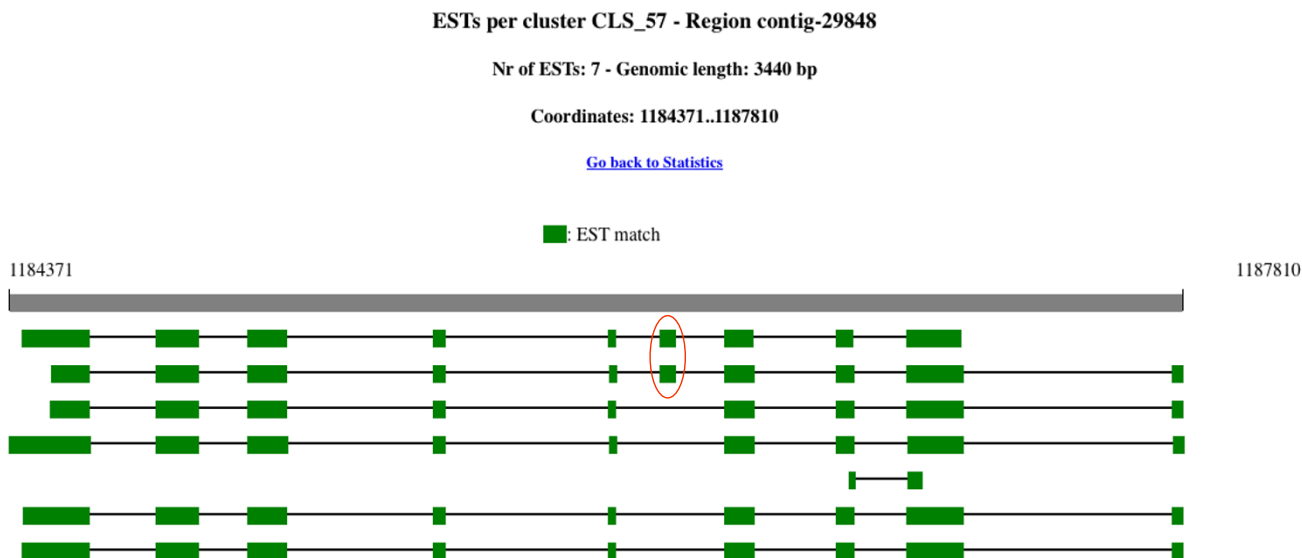 ESTs per cluster CLS_57 - Region contig-29848
Nr of ESTs: 7 - Genomic length: 3440 bp
Coordinates: 1184371..1187810
Go back to Statistics
: EST match
1184371 1187810